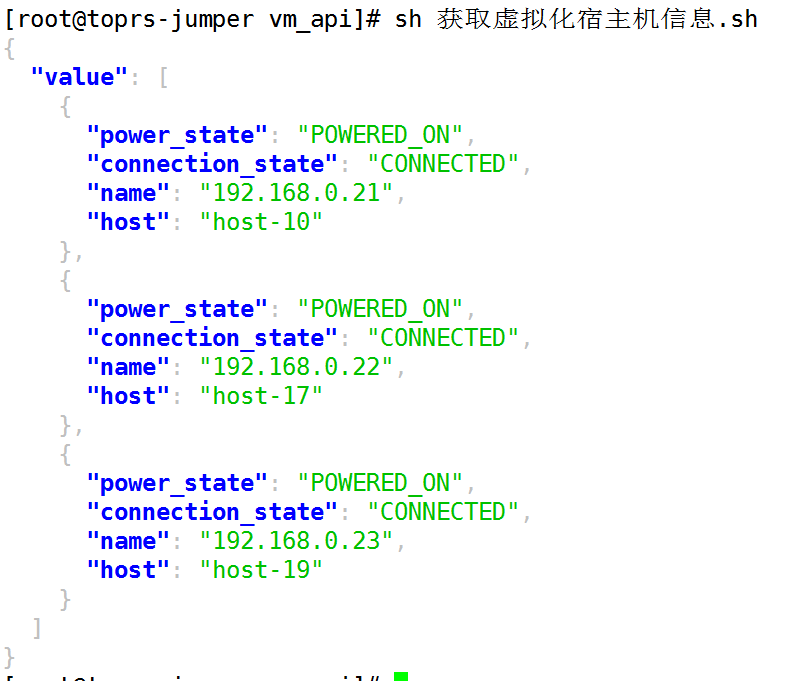 [root@toprs-jumper vm_api]# sh 获取虚拟化宿主机信息.sh
{
  "value": [
    {
      "power_state": "POWERED_ON",
      "connection_state": "CONNECTED",
      "name": "192.168.0.21",
      "host": "host-10"
    },
    {
      "power_state": "POWERED_ON",
      "connection_state": "CONNECTED",
      "name": "192.168.0.22",
      "host": "host-17"
    },
    {
      "power_state": "POWERED_ON",
      "connection_state": "CONNECTED",
      "name": "192.168.0.23",
      "host": "host-19"
    }
  ]
}